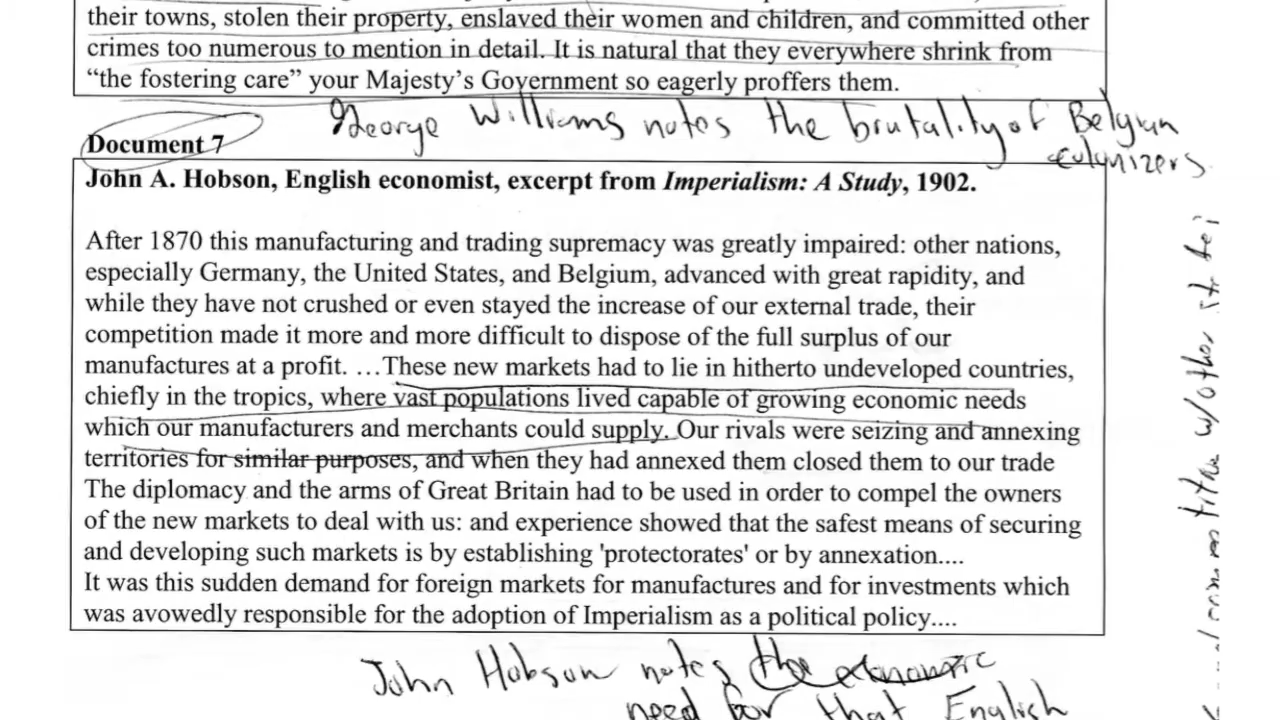 their towns, stolen their property, enslaved their women and children, and committed other
crimes too numerous to mention in detail. It is natural that they everywhere shrink from
“the fostering care” your Majesty’s Government so eagerly proffers them.
George Williams notes the brutality of Belgian
colonizers.
Document 7
John A. Hobson, English economist, excerpt from Imperialism: A Study, 1902.
After 1870 this manufacturing and trading supremacy was greatly impaired: other nations,
especially Germany, the United States, and Belgium, advanced with great rapidity, and
while they have not crushed or even stayed the increase of our external trade, their
competition made it more and more difficult to dispose of the full surplus of our
manufactures at a profit. …These new markets had to lie in hitherto undeveloped countries,
chiefly in the tropics, where vast populations lived capable of growing economic needs
which our manufacturers and merchants could supply. Our rivals were seizing and annexing
territories for similar purposes, and when they had annexed them closed them to our trade
The diplomacy and the arms of Great Britain had to be used in order to compel the owners
of the new markets to deal with us: and experience showed that the safest means of securing
and developing such markets is by establishing 'protectorates' or by annexation....
It was this sudden demand for foreign markets for manufactures and for investments which
was avowedly responsible for the adoption of Imperialism as a political policy....
John Hobson notes the economic
need for that English
w/other